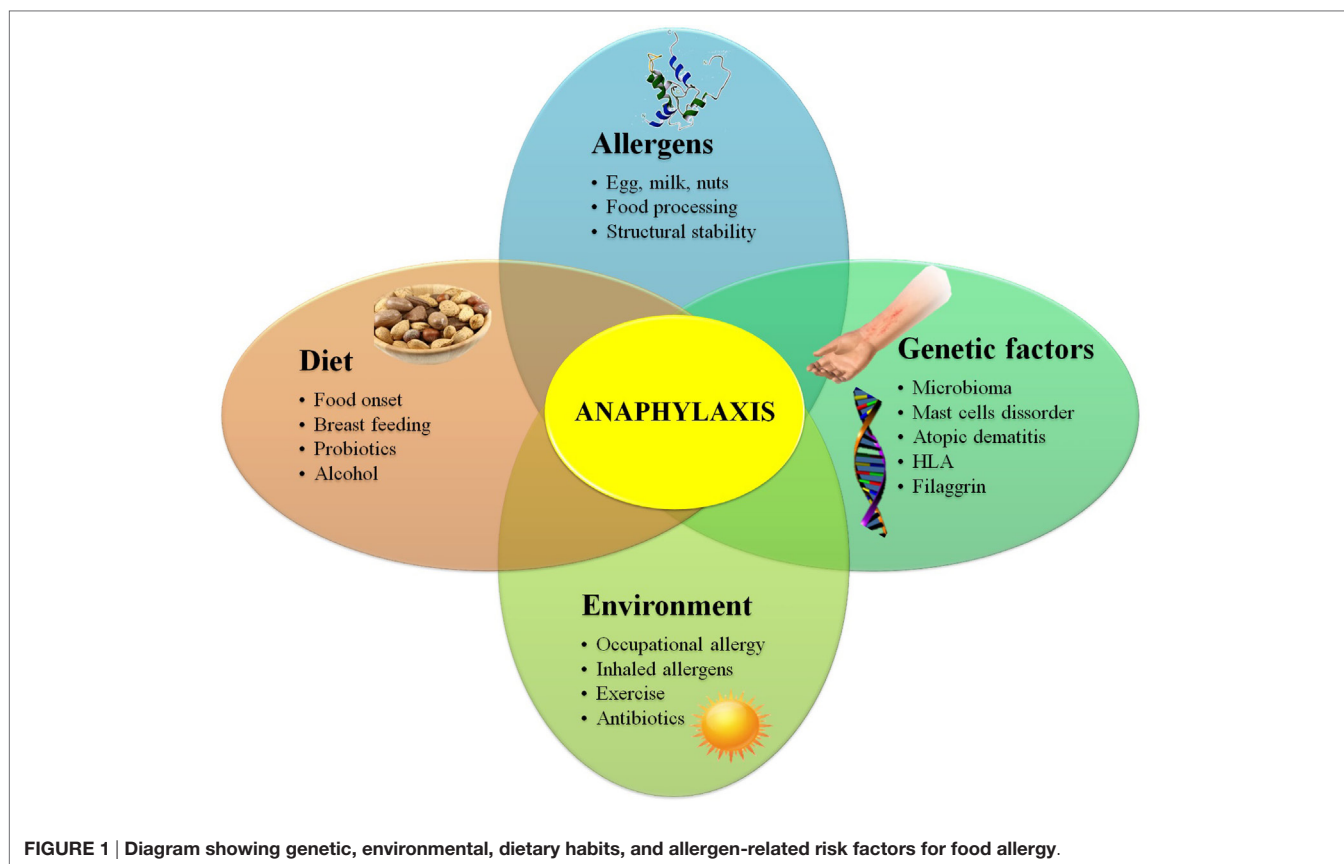 Allergens
• Egg, milk, nuts
• Food processing
• Structural stability
Diet
• Food onset
• Breast feeding
• Probiotics
• Alcohol
ANAPHYLAXIS
Genetic factors
• Microbioma
• Mast cells dissorder
• Atopic dematitis
• HLA
• Filaggrin
Environment
• Occupational allergy
• Inhaled allergens
• Exercise
• Antibiotics
FIGURE 1 | Diagram showing genetic, environmental, dietary habits, and allergen-related risk factors for food allergy.